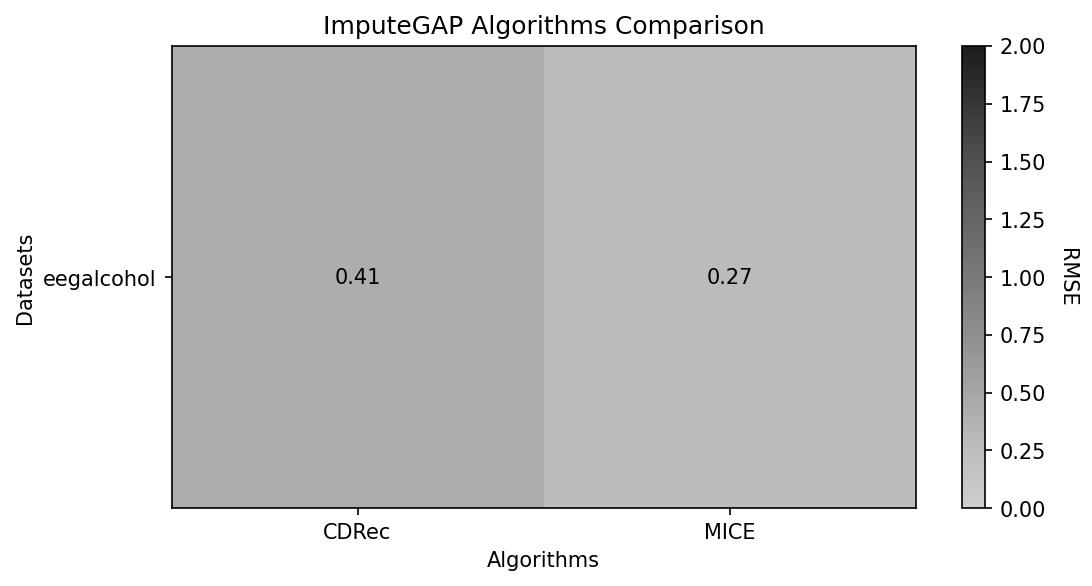 ImputeGAP Algorithms Comparison
Datasets
eegalcohol
0.41
0.27
CDRec
MICE
Algorithms
2.00
1.75
1.50
1.25
1.00
0.75
0.50
0.25
0.00
RMSE